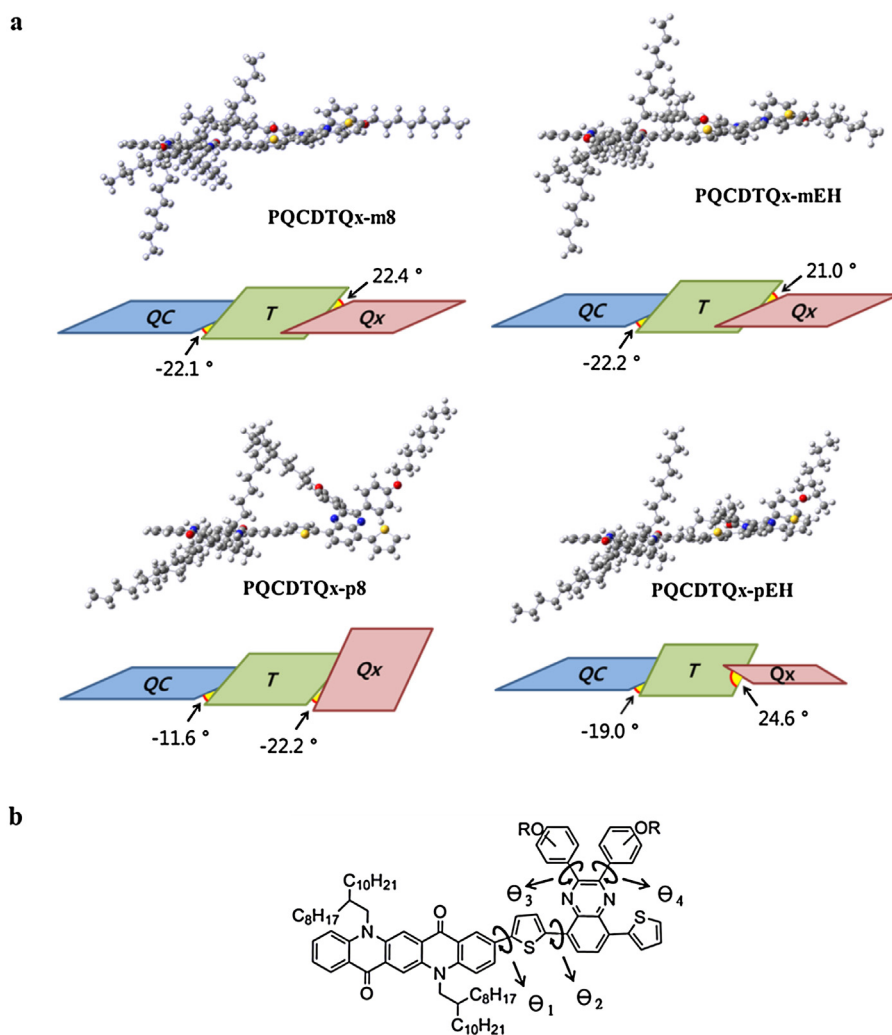 a
PQCDTQx-m8
PQCDTQx-mEH
22.4 °
QC T Qx
-22.1 °
21.0 °
QC T Qx
-22.2 °
PQCDTQx-p8
PQCDTQx-pEH
QC T Qx
-11.6 °
-22.2 °
QC T Qx
-19.0 °
24.6 °
b
RO OR
C10H21
C8H17
Θ3 N N Θ4
O
N
S S
O N
C8H17 Θ1 Θ2
C10H21